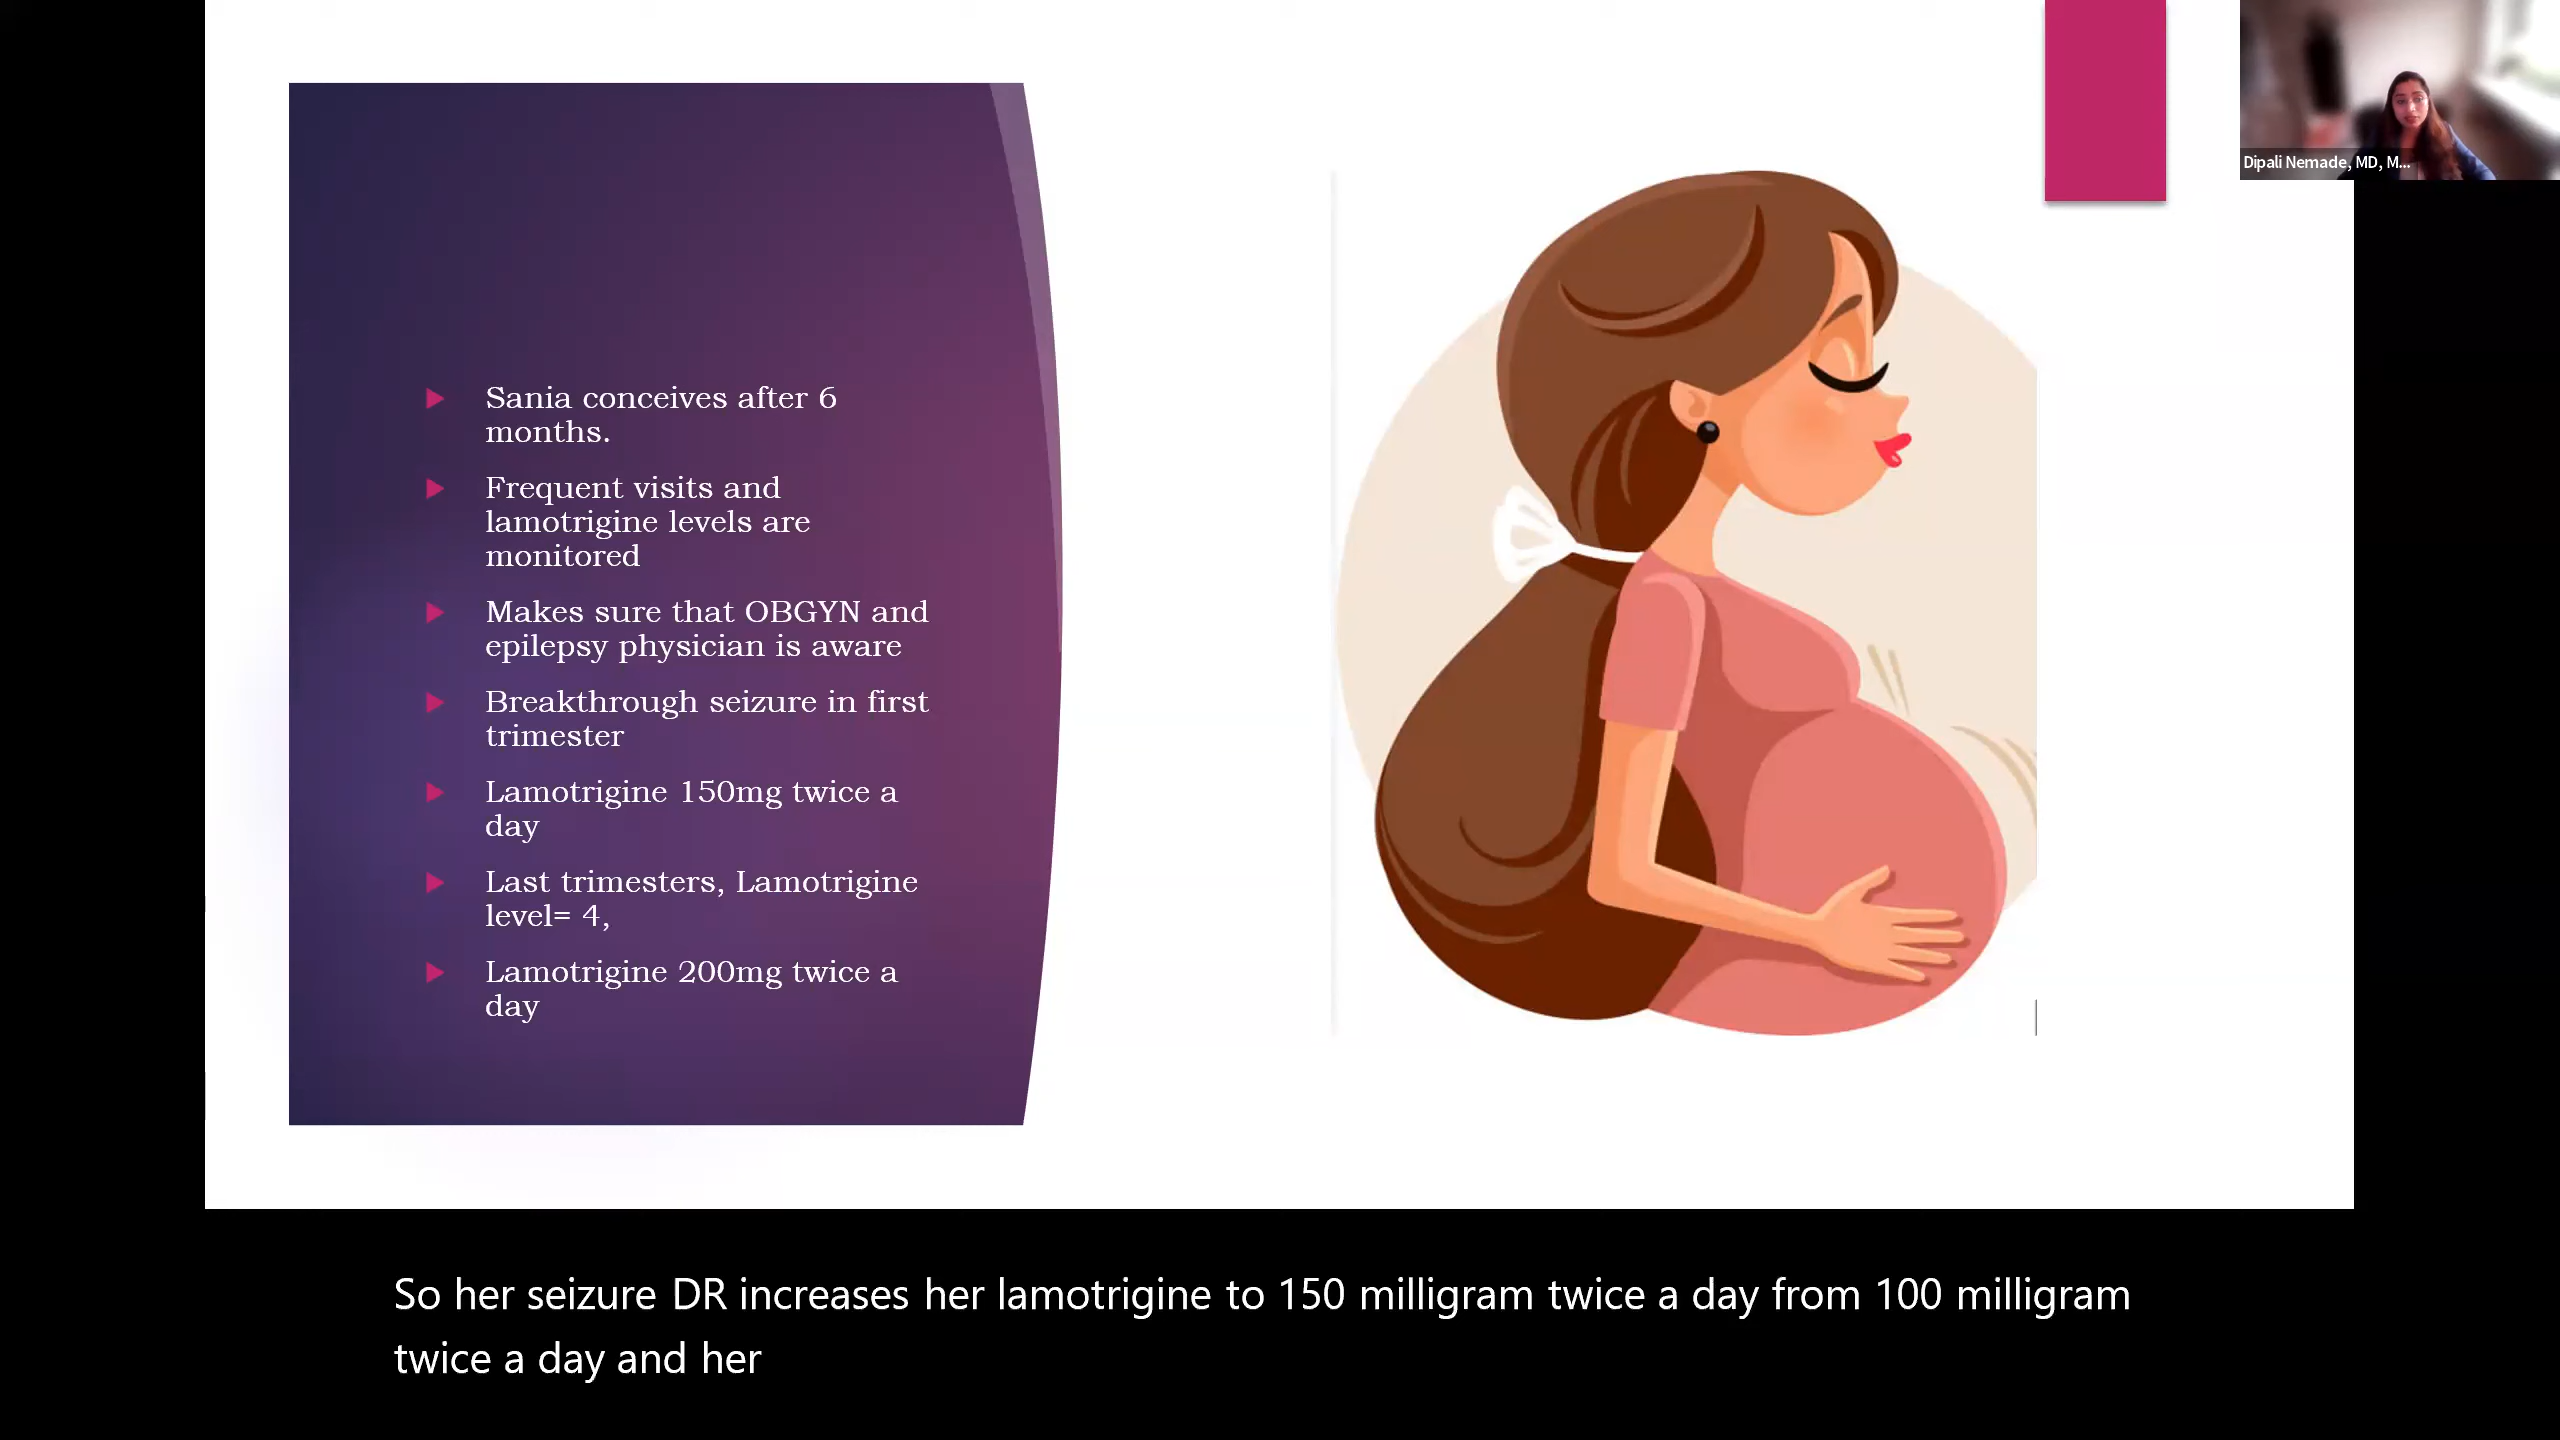 Sania conceives after 6
months.
Frequent visits and
lamotrigine levels are
monitored
Makes sure that OBGYN and
epilepsy physician is aware
Breakthrough seizure in first
trimester
Lamotrigine 150mg twice a
day
Last trimesters, Lamotrigine
level= 4,
Lamotrigine 200mg twice a
day
Dipali Nemade, MD, M...
So her seizure DR increases her lamotrigine to 150 milligram twice a day from 100 milligram
twice a day and her